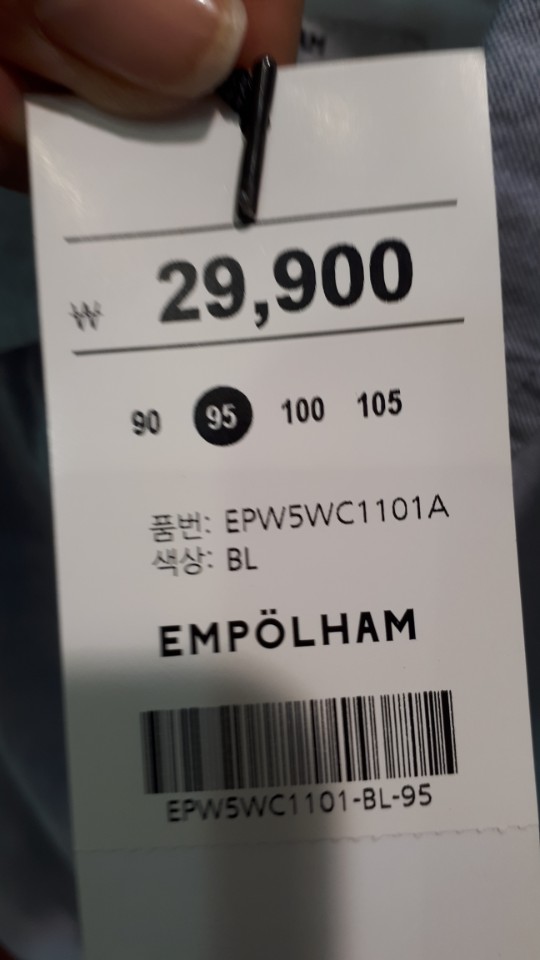 ₩ 29,900
90 95 100 105
품번: EPW5WC1101A
색상: BL
EMPÖLHAM
EPW5WC1101-BL-95